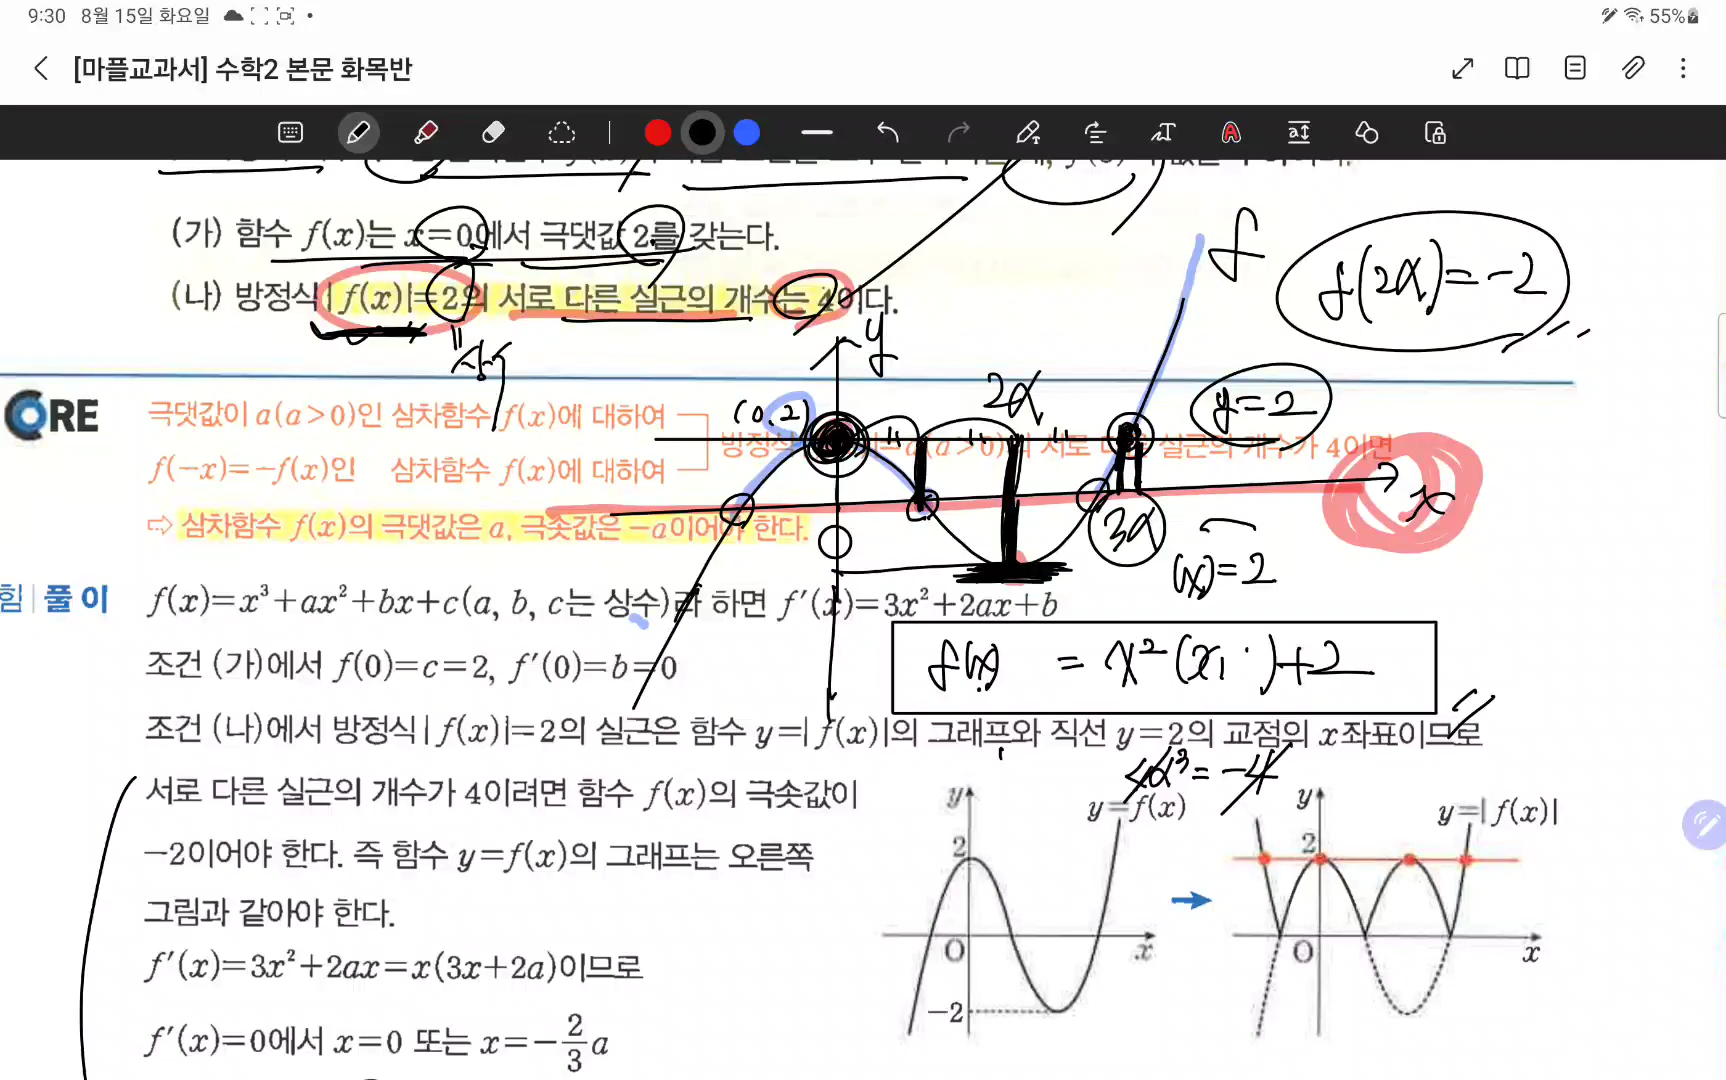 9:30 8월 15일 화요일
55%
[마플교과서] 수학2 본문 화목반
(가) 함수 f(x)는 x=0에서 극댓값 2를 갖는다.
(나) 방정식 |f(x)|=2의 서로 다른 실근의 개수는 4이다.
f
f(2α)=-2
y
(0, 2)
2α
y=2
CORE
극댓값이 a(a>0)인 삼차함수 f(x)에 대하여
f(-x)=-f(x)인 삼차함수 f(x)에 대하여
서로 실근의 개수가 4이면
⇨ 삼차함수 f(x)의 극댓값은 a, 극솟값은 -a이어야 한다.
3α
x
(x)=2
힘 | 풀이 f(x)=x³+ax²+bx+c(a, b, c는 상수)라 하면 f′(x)=3x²+2ax+b
조건 (가)에서 f(0)=c=2, f′(0)=b=0
f(x) = x²(x )+2
조건 (나)에서 방정식 |f(x)|=2의 실근은 함수 y=|f(x)|의 그래프와 직선 y=2의 교점의 x좌표이므로
4α³=-4
서로 다른 실근의 개수가 4이려면 함수 f(x)의 극솟값이
-2이어야 한다. 즉 함수 y=f(x)의 그래프는 오른쪽
그림과 같아야 한다.
f′(x)=3x²+2ax=x(3x+2a)이므로
f′(x)=0에서 x=0 또는 x=-2/3a
y
y=f(x)
2
O
x
-2
y
y=|f(x)|
2
O
x